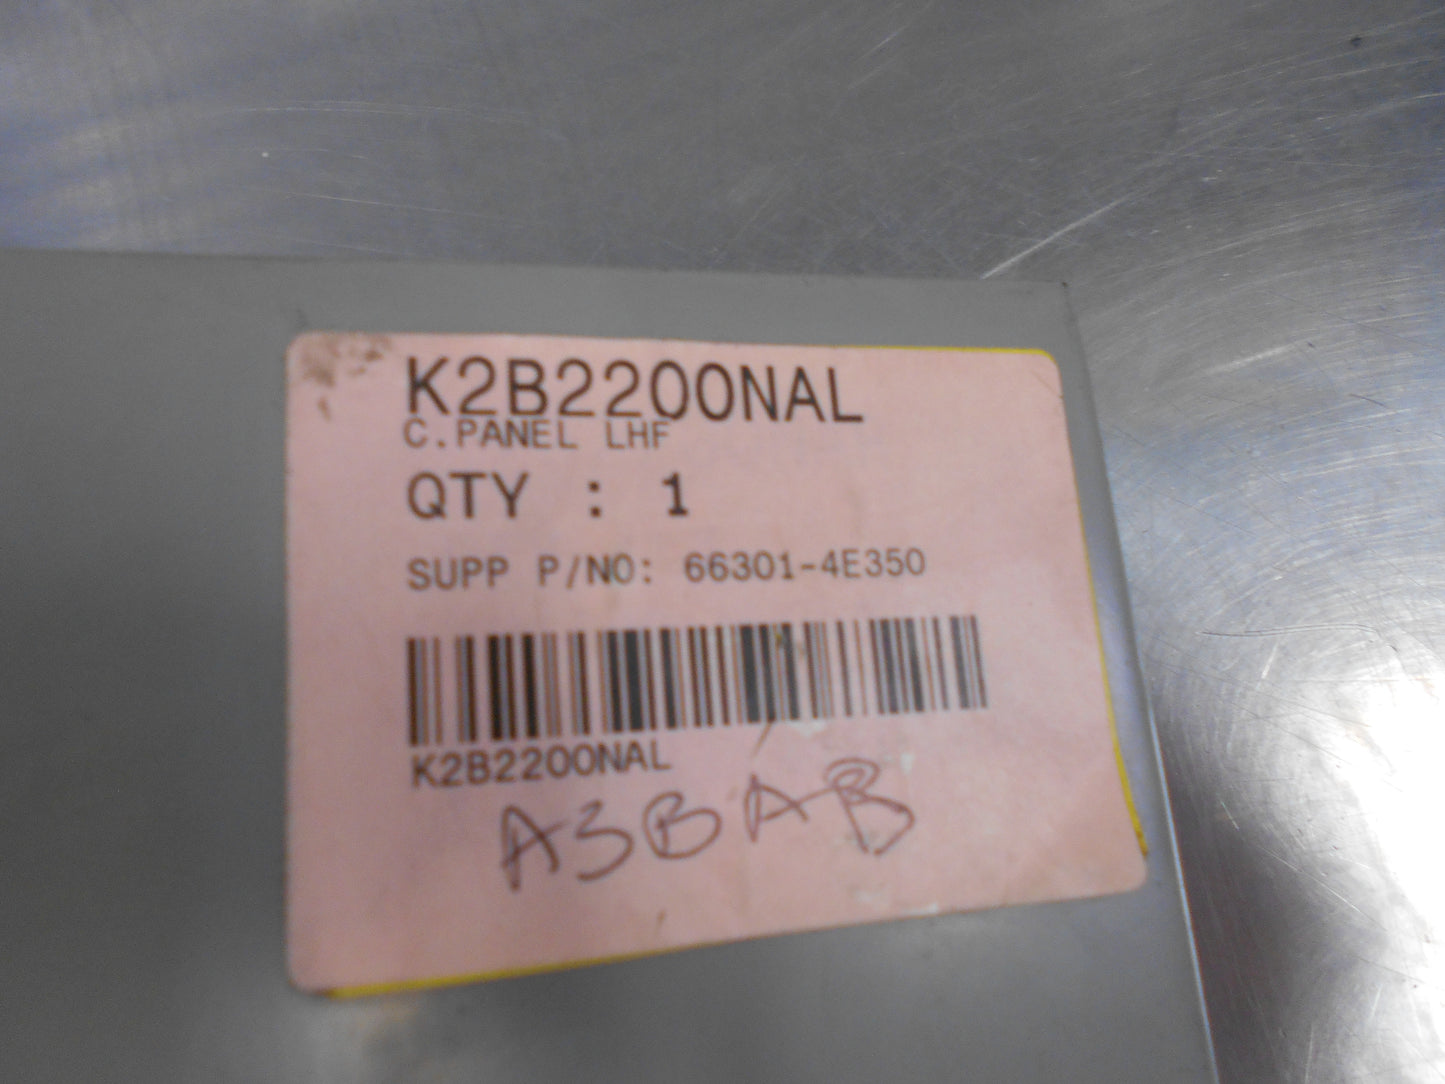 K2B2200NAL
C.PANEL LHF
QTY : 1
SUPP P/NO: 66301-4E350
K2B2200NAL
A3BAB